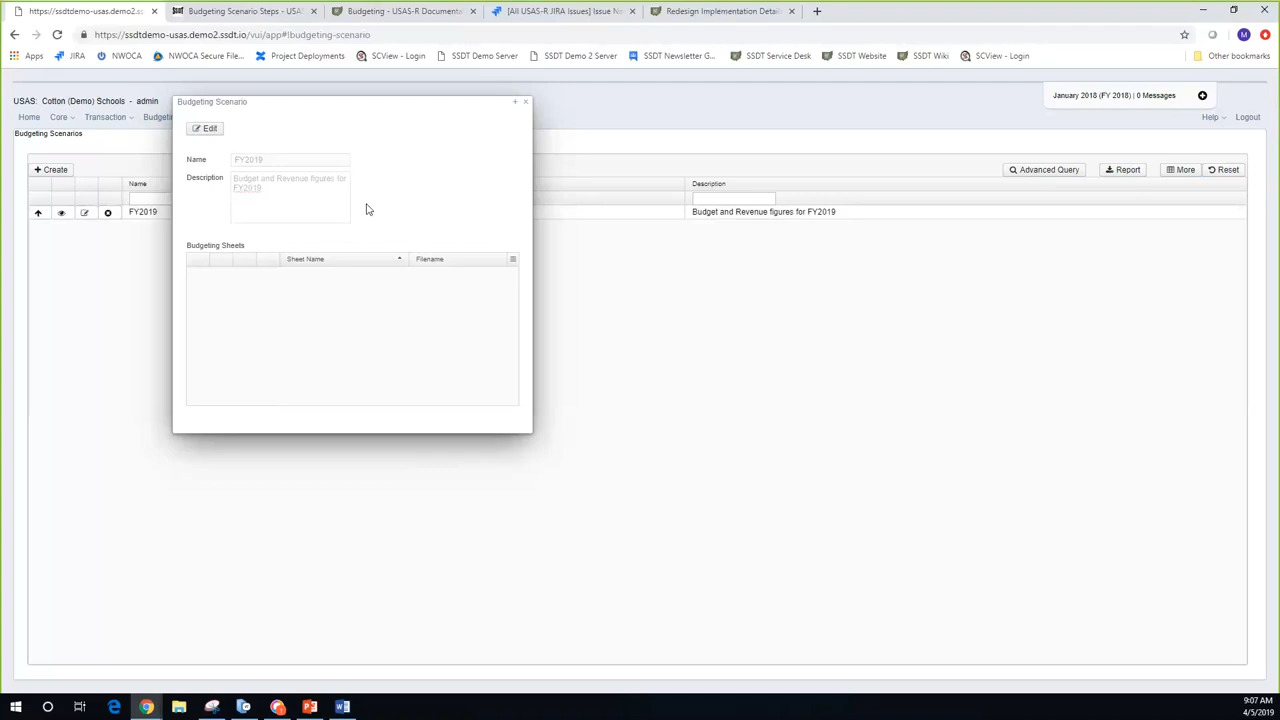 https://ssdtdemo-usas.demo2.ss
Budgeting Scenario Steps - USAS
Budgeting - USAS-R Documenta
[All USAS-R JIRA Issues] Issue Na
Redesign Implementation Detail
https://ssdtdemo-usas.demo2.ssdt.io/vui/app#!budgeting-scenario
M
Apps
JIRA
NWOCA
NWOCA Secure File...
Project Deployments
SCView - Login
SSDT Demo Server
SSDT Demo 2 Server
SSDT Newsletter G...
SSDT Service Desk
SSDT Website
SSDT Wiki
SCView - Login
Other bookmarks
USAS: Cotton (Demo) Schools - admin
January 2018 (FY 2018) | 0 Messages
Home
Core
Transaction
Budgeti
Help
Logout
Budgeting Scenarios
Create
Advanced Query
Report
More
Reset
Name
Description
FY2019
Budget and Revenue figures for FY2019
Budgeting Scenario
Edit
Name
FY2019
Description
Budget and Revenue figures for
FY2019
Budgeting Sheets
Sheet Name
Filename
9:07 AM
4/5/2019